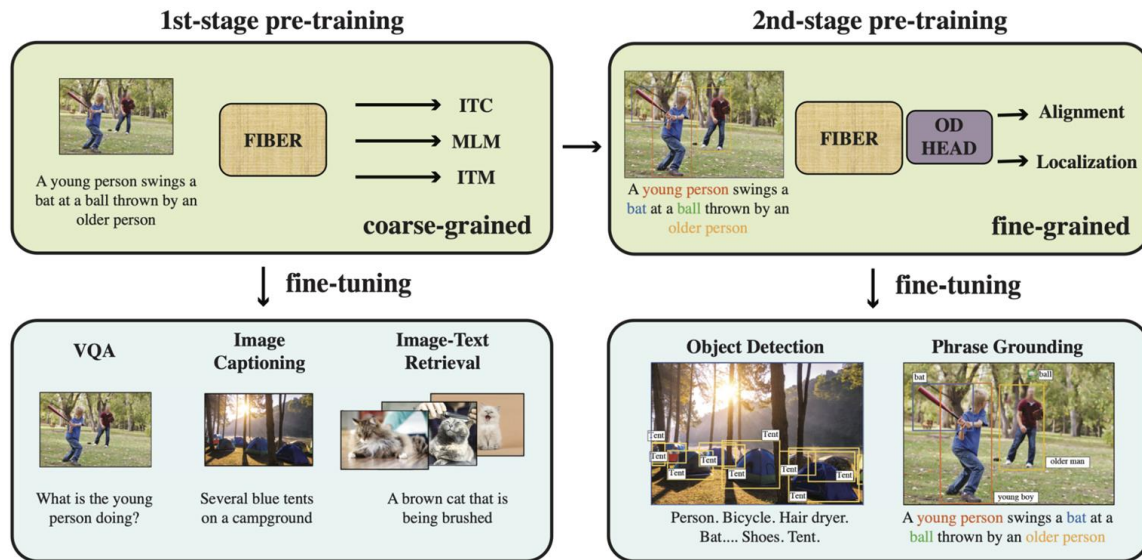 1st-stage pre-training
2nd-stage pre-training
FIBER
ITC
MLM
ITM
A young person swings a
bat at a ball thrown by an
older person
coarse-grained
FIBER
OD
HEAD
Alignment
Localization
A young person swings a
bat at a ball thrown by an
older person
fine-grained
fine-tuning
fine-tuning
VQA
What is the young
person doing?
Image
Captioning
Several blue tents
on a campground
Image-Text
Retrieval
A brown cat that is
being brushed
Object Detection
Tent
Tent
Tent
Tent
Tent
Tent
Tent
Tent
Person. Bicycle. Hair dryer.
Bat.... Shoes. Tent.
Phrase Grounding
bat
ball
older man
young boy
A young person swings a bat at a
ball thrown by an older person